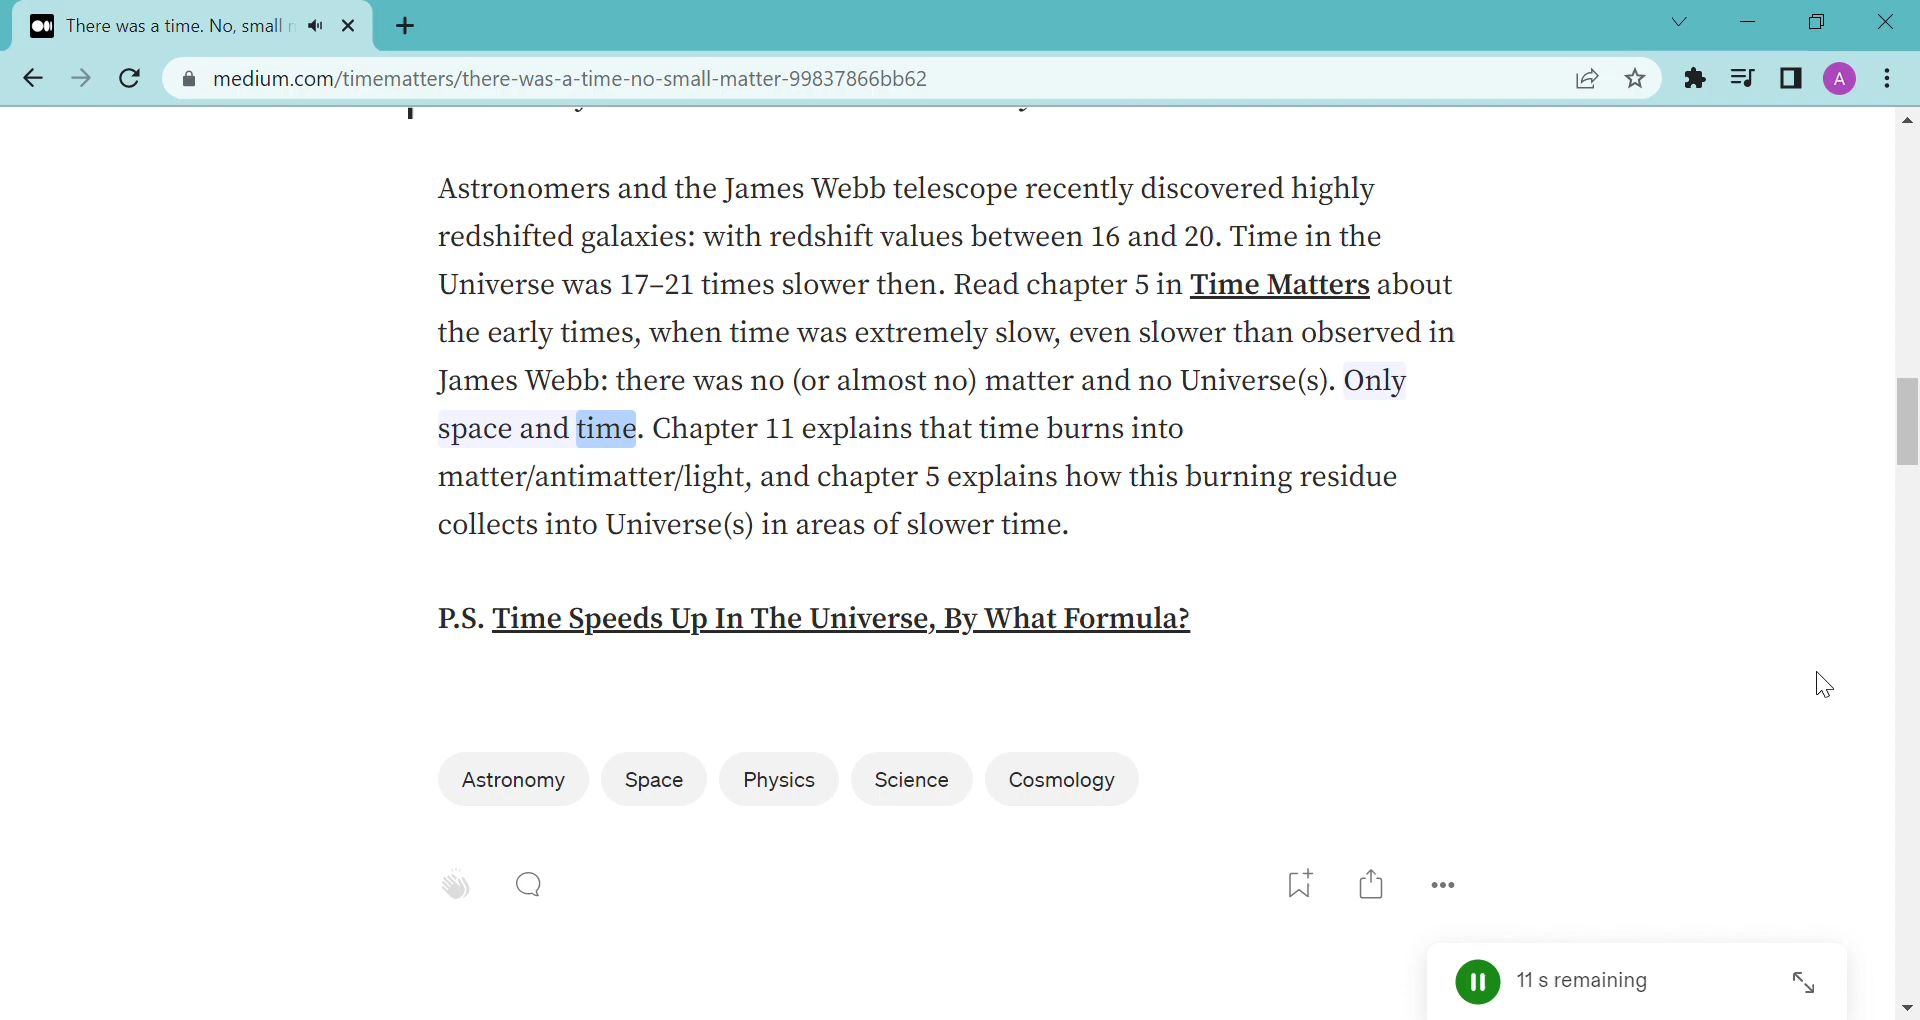 There was a time. No, small
medium.com/timematters/there-was-a-time-no-small-matter-99837866bb62
A
Astronomers and the James Webb telescope recently discovered highly
redshifted galaxies: with redshift values between 16 and 20. Time in the
Universe was 17–21 times slower then. Read chapter 5 in Time Matters about
the early times, when time was extremely slow, even slower than observed in
James Webb: there was no (or almost no) matter and no Universe(s). Only
space and time. Chapter 11 explains that time burns into
matter/antimatter/light, and chapter 5 explains how this burning residue
collects into Universe(s) in areas of slower time.
P.S. Time Speeds Up In The Universe, By What Formula?
Astronomy Space Physics Science Cosmology
11 s remaining